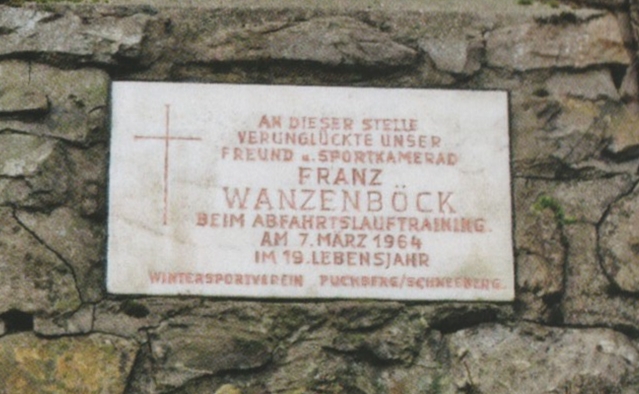 AN DIESER STELLE
VERUNGLÜCKTE UNSER
FREUND u. SPORTKAMERAD
FRANZ
WANZENBÖCK
BEIM ABFAHRTSLAUFTRAINING.
AM 7. MÄRZ 1964
IM 19. LEBENSJAHR
WINTERSPORTVEREIN PUCHBERG/SCHNEEBERG.